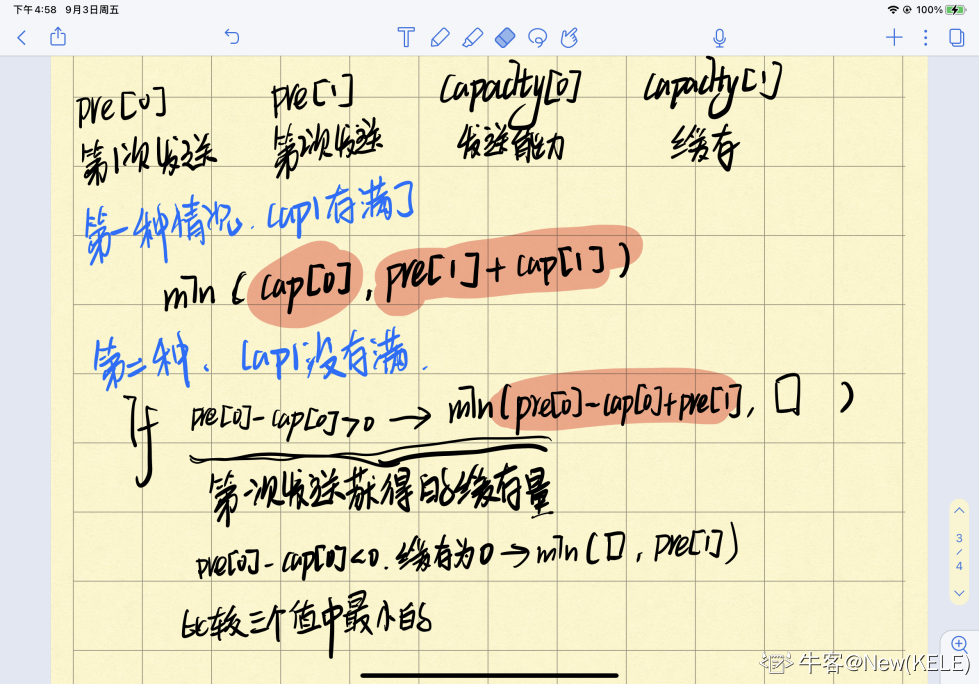 下午4:58 9月3日周五 100%
pre[0] pre[1] capacity[0] capacity[1]
第1次发送 第2次发送 发送能力 缓存
第一种情况. cap1存满了
min ( cap[0], pre[1] + cap[1] )
第二种. cap1没存满.
If pre[0]-cap[0]>0 → min(pre[0]-cap[0]+pre[1], □ )
第一次发送获得的缓存量
pre[0]-cap[0]<0. 缓存为0 → min(□, pre[1])
比较三个值中最小的
3
/
4
牛客@New(KELE)